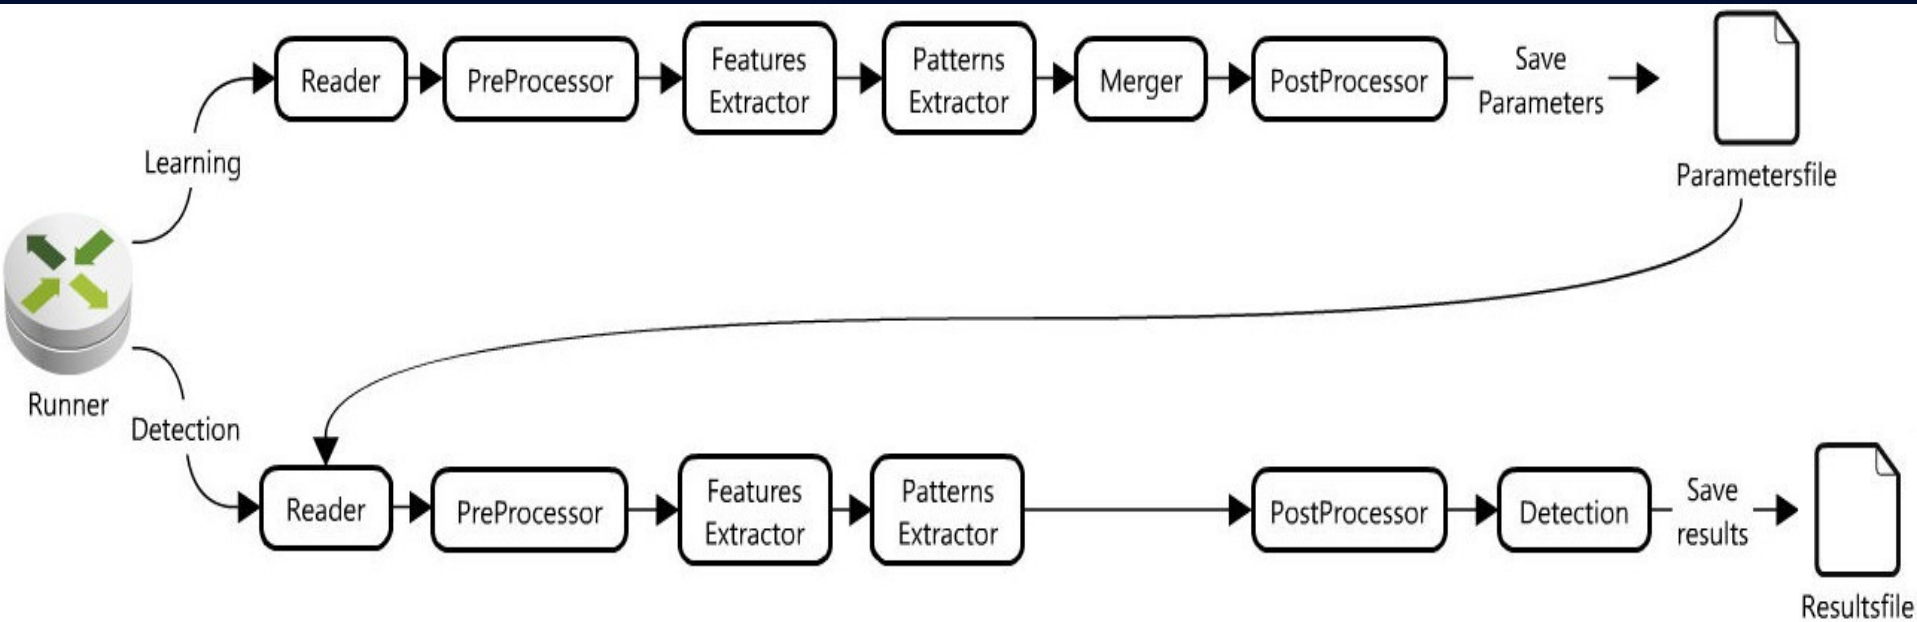 Reader
PreProcessor
Features
Extractor
Patterns
Extractor
Merger
PostProcessor
Save
Parameters
Parametersfile
Learning
Runner
Detection
Reader
PreProcessor
Features
Extractor
Patterns
Extractor
PostProcessor
Detection
Save
results
Resultsfile